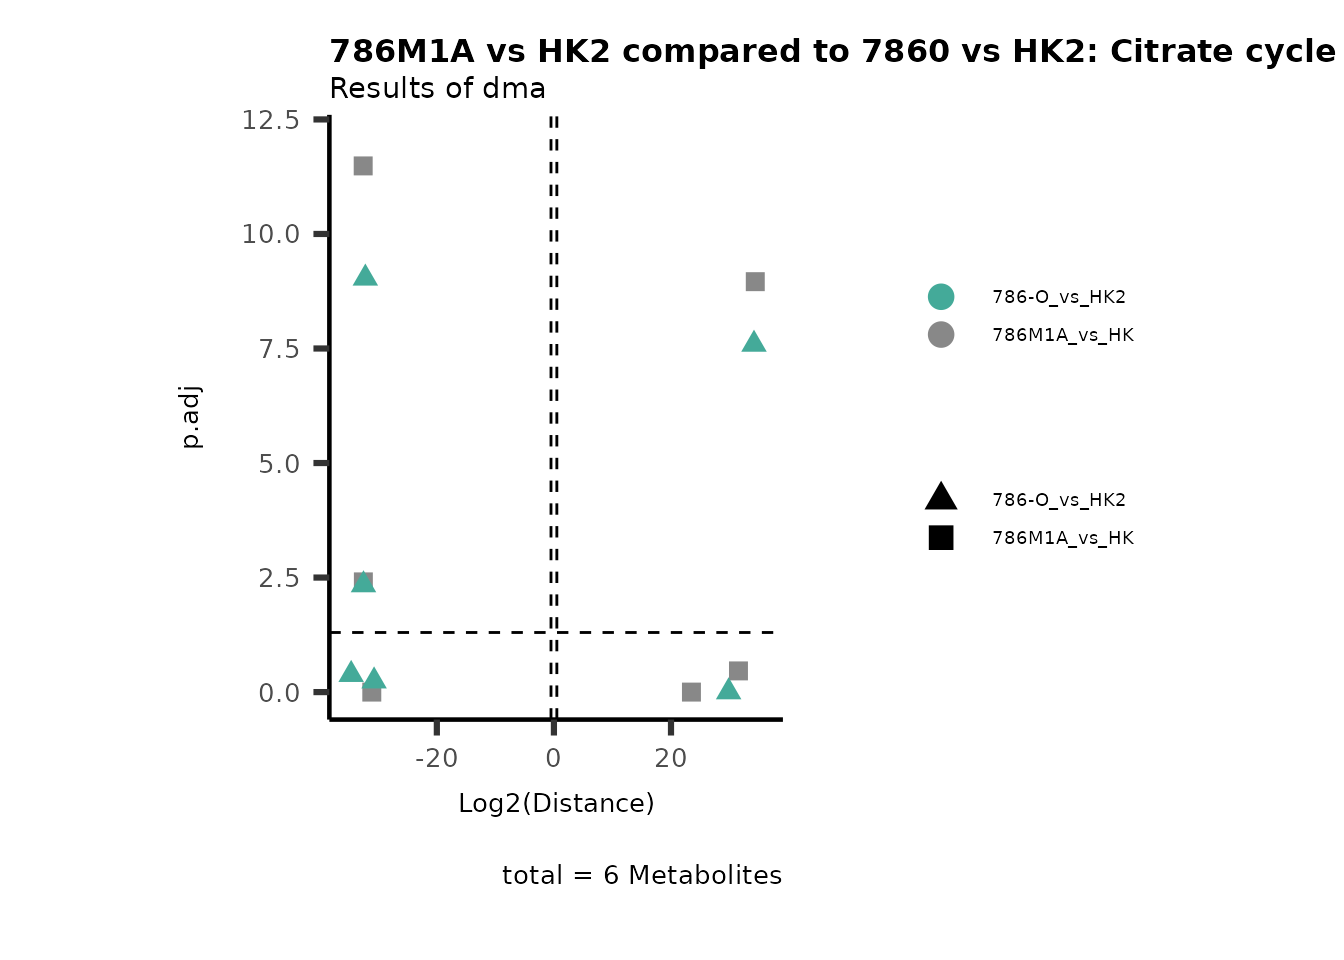 786M1A vs HK2 compared to 7860 vs HK2: Citrate cycle
Results of dma
12.5
10.0
7.5
5.0
2.5
0.0
p.adj
-20 0 20
Log2(Distance)
786-O_vs_HK2
786M1A_vs_HK
786-O_vs_HK2
786M1A_vs_HK
total = 6 Metabolites